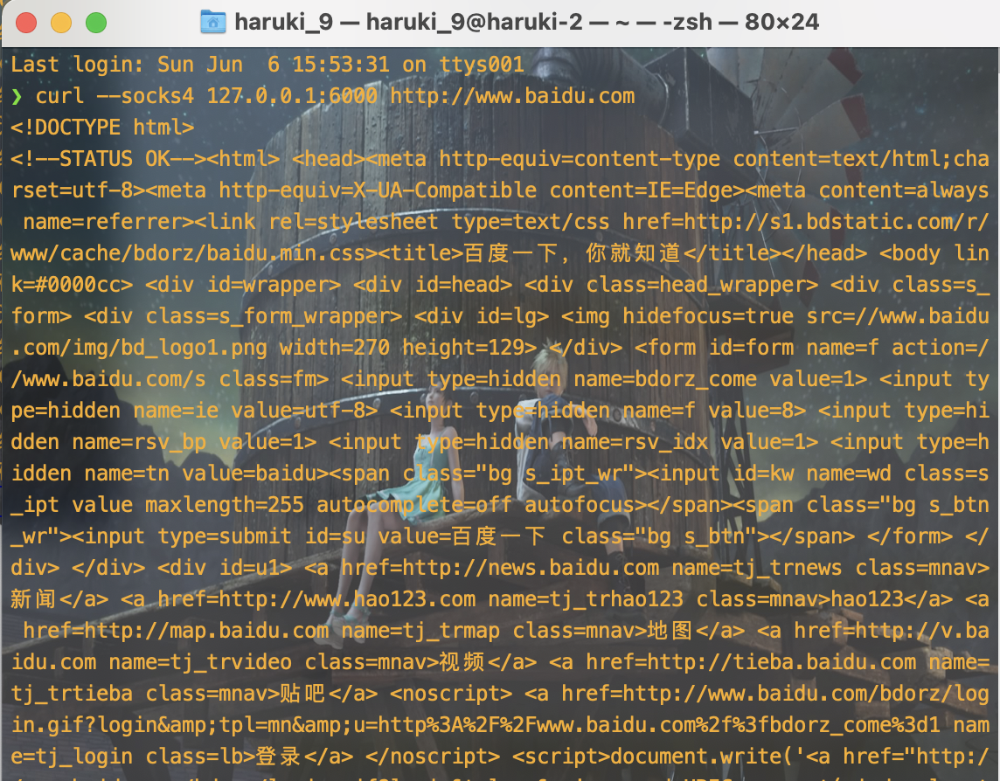 haruki_9 — haruki_9@haruki-2 — ~ — -zsh — 80×24
Last login: Sun Jun  6 15:53:31 on ttys001
❯ curl --socks4 127.0.0.1:6000 http://www.baidu.com
<!DOCTYPE html>
<!--STATUS OK--><html> <head><meta http-equiv=content-type content=text/html;cha
rset=utf-8><meta http-equiv=X-UA-Compatible content=IE=Edge><meta content=always
 name=referrer><link rel=stylesheet type=text/css href=http://s1.bdstatic.com/r/
www/cache/bdorz/baidu.min.css><title>百度一下，你就知道</title></head> <body lin
k=#0000cc> <div id=wrapper> <div id=head> <div class=head_wrapper> <div class=s_
form> <div class=s_form_wrapper> <div id=lg> <img hidefocus=true src=//www.baidu
.com/img/bd_logo1.png width=270 height=129> </div> <form id=form name=f action=/
/www.baidu.com/s class=fm> <input type=hidden name=bdorz_come value=1> <input ty
pe=hidden name=ie value=utf-8> <input type=hidden name=f value=8> <input type=hi
dden name=rsv_bp value=1> <input type=hidden name=rsv_idx value=1> <input type=h
idden name=tn value=baidu><span class="bg s_ipt_wr"><input id=kw name=wd class=s
_ipt value maxlength=255 autocomplete=off autofocus></span><span class="bg s_btn
_wr"><input type=submit id=su value=百度一下 class="bg s_btn"></span> </form> </
div> </div> <div id=u1> <a href=http://news.baidu.com name=tj_trnews class=mnav>
新闻</a> <a href=http://www.hao123.com name=tj_trhao123 class=mnav>hao123</a> <a
 href=http://map.baidu.com name=tj_trmap class=mnav>地图</a> <a href=http://v.ba
idu.com name=tj_trvideo class=mnav>视频</a> <a href=http://tieba.baidu.com name=
tj_trtieba class=mnav>贴吧</a> <noscript> <a href=http://www.baidu.com/bdorz/log
in.gif?login&amp;tpl=mn&amp;u=http%3A%2F%2Fwww.baidu.com%2f%3fbdorz_come%3d1 nam
e=tj_login class=lb>登录</a> </noscript> <script>document.write('<a href="http:/